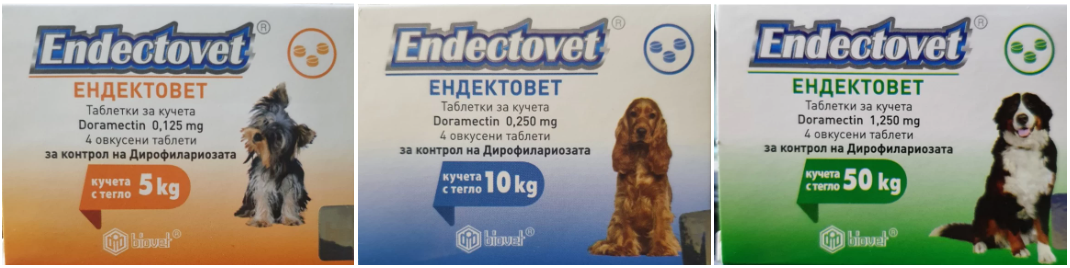 Endectovet®
ЕНДЕКТОВЕТ
Таблетки за кучета
Doramectin 0,125 mg
4 овкусени таблети
за контрол на Дирофилариозата
кучета
с тегло 5 kg
biovet®
Endectovet®
ЕНДЕКТОВЕТ
Таблетки за кучета
Doramectin 0,250 mg
4 овкусени таблети
за контрол на Дирофилариозата
кучета
с тегло 10 kg
biovet®
Endectovet®
ЕНДЕКТОВЕТ
Таблетки за кучета
Doramectin 1,250 mg
4 овкусени таблети
за контрол на Дирофилариозата
кучета
с тегло 50 kg
biovet®